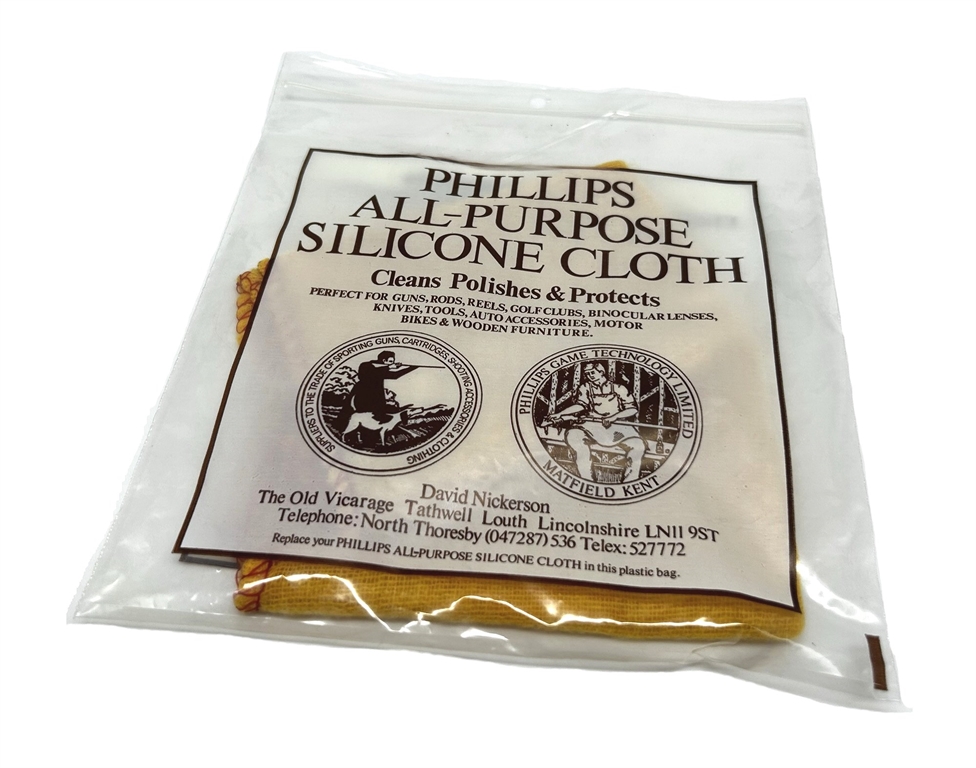 PHILLIPS
ALL-PURPOSE
SILICONE CLOTH
Cleans Polishes & Protects
PERFECT FOR GUNS, RODS, REELS, GOLF CLUBS, BINOCULAR LENSES,
KNIVES, TOOLS, AUTO ACCESSORIES, MOTOR
BIKES & WOODEN FURNITURE.
SUPPLIERS TO THE TRADE OF SPORTING GUNS, CARTRIDGES, SHOOTING ACCESSORIES & CLOTHING
PHILLIPS GAME TECHNOLOGY LIMITED
MATFIELD KENT
David Nickerson
The Old Vicarage Tathwell Louth Lincolnshire LN11 9ST
Telephone: North Thoresby (047287) 536 Telex: 527772
Replace your PHILLIPS ALL-PURPOSE SILICONE CLOTH in this plastic bag.